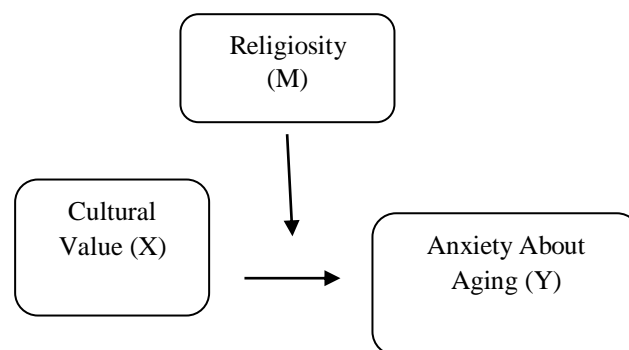 Religiosity
(M)
Cultural
Value (X)
Anxiety About
Aging (Y)